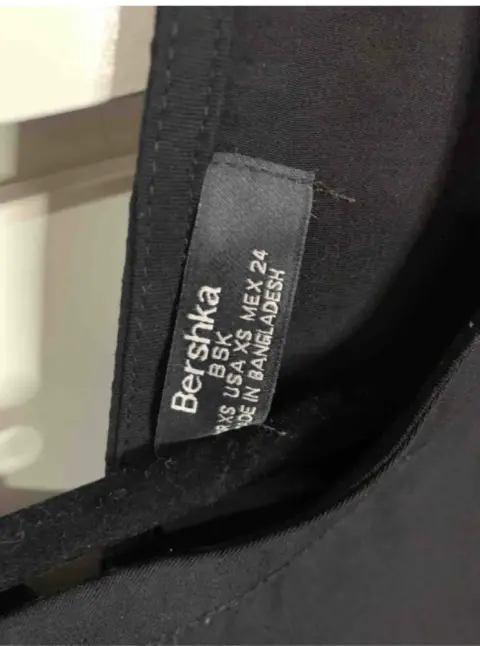 Bershka
BSK
XS USA XS MEX 24
DE IN BANGLADESH